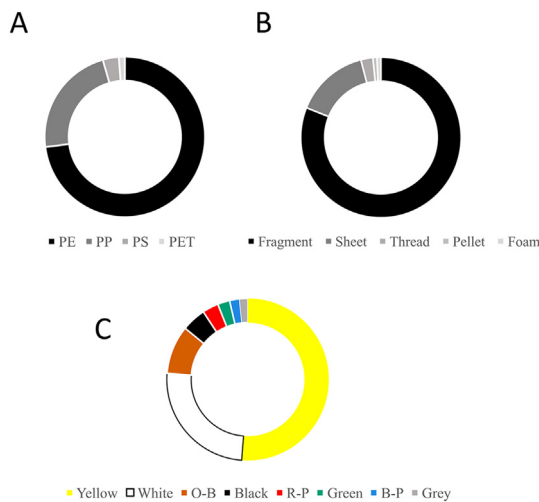 A
B
PE PP PS PET
Fragment Sheet Thread Pellet Foam
C
Yellow White O-B Black R-P Green B-P Grey